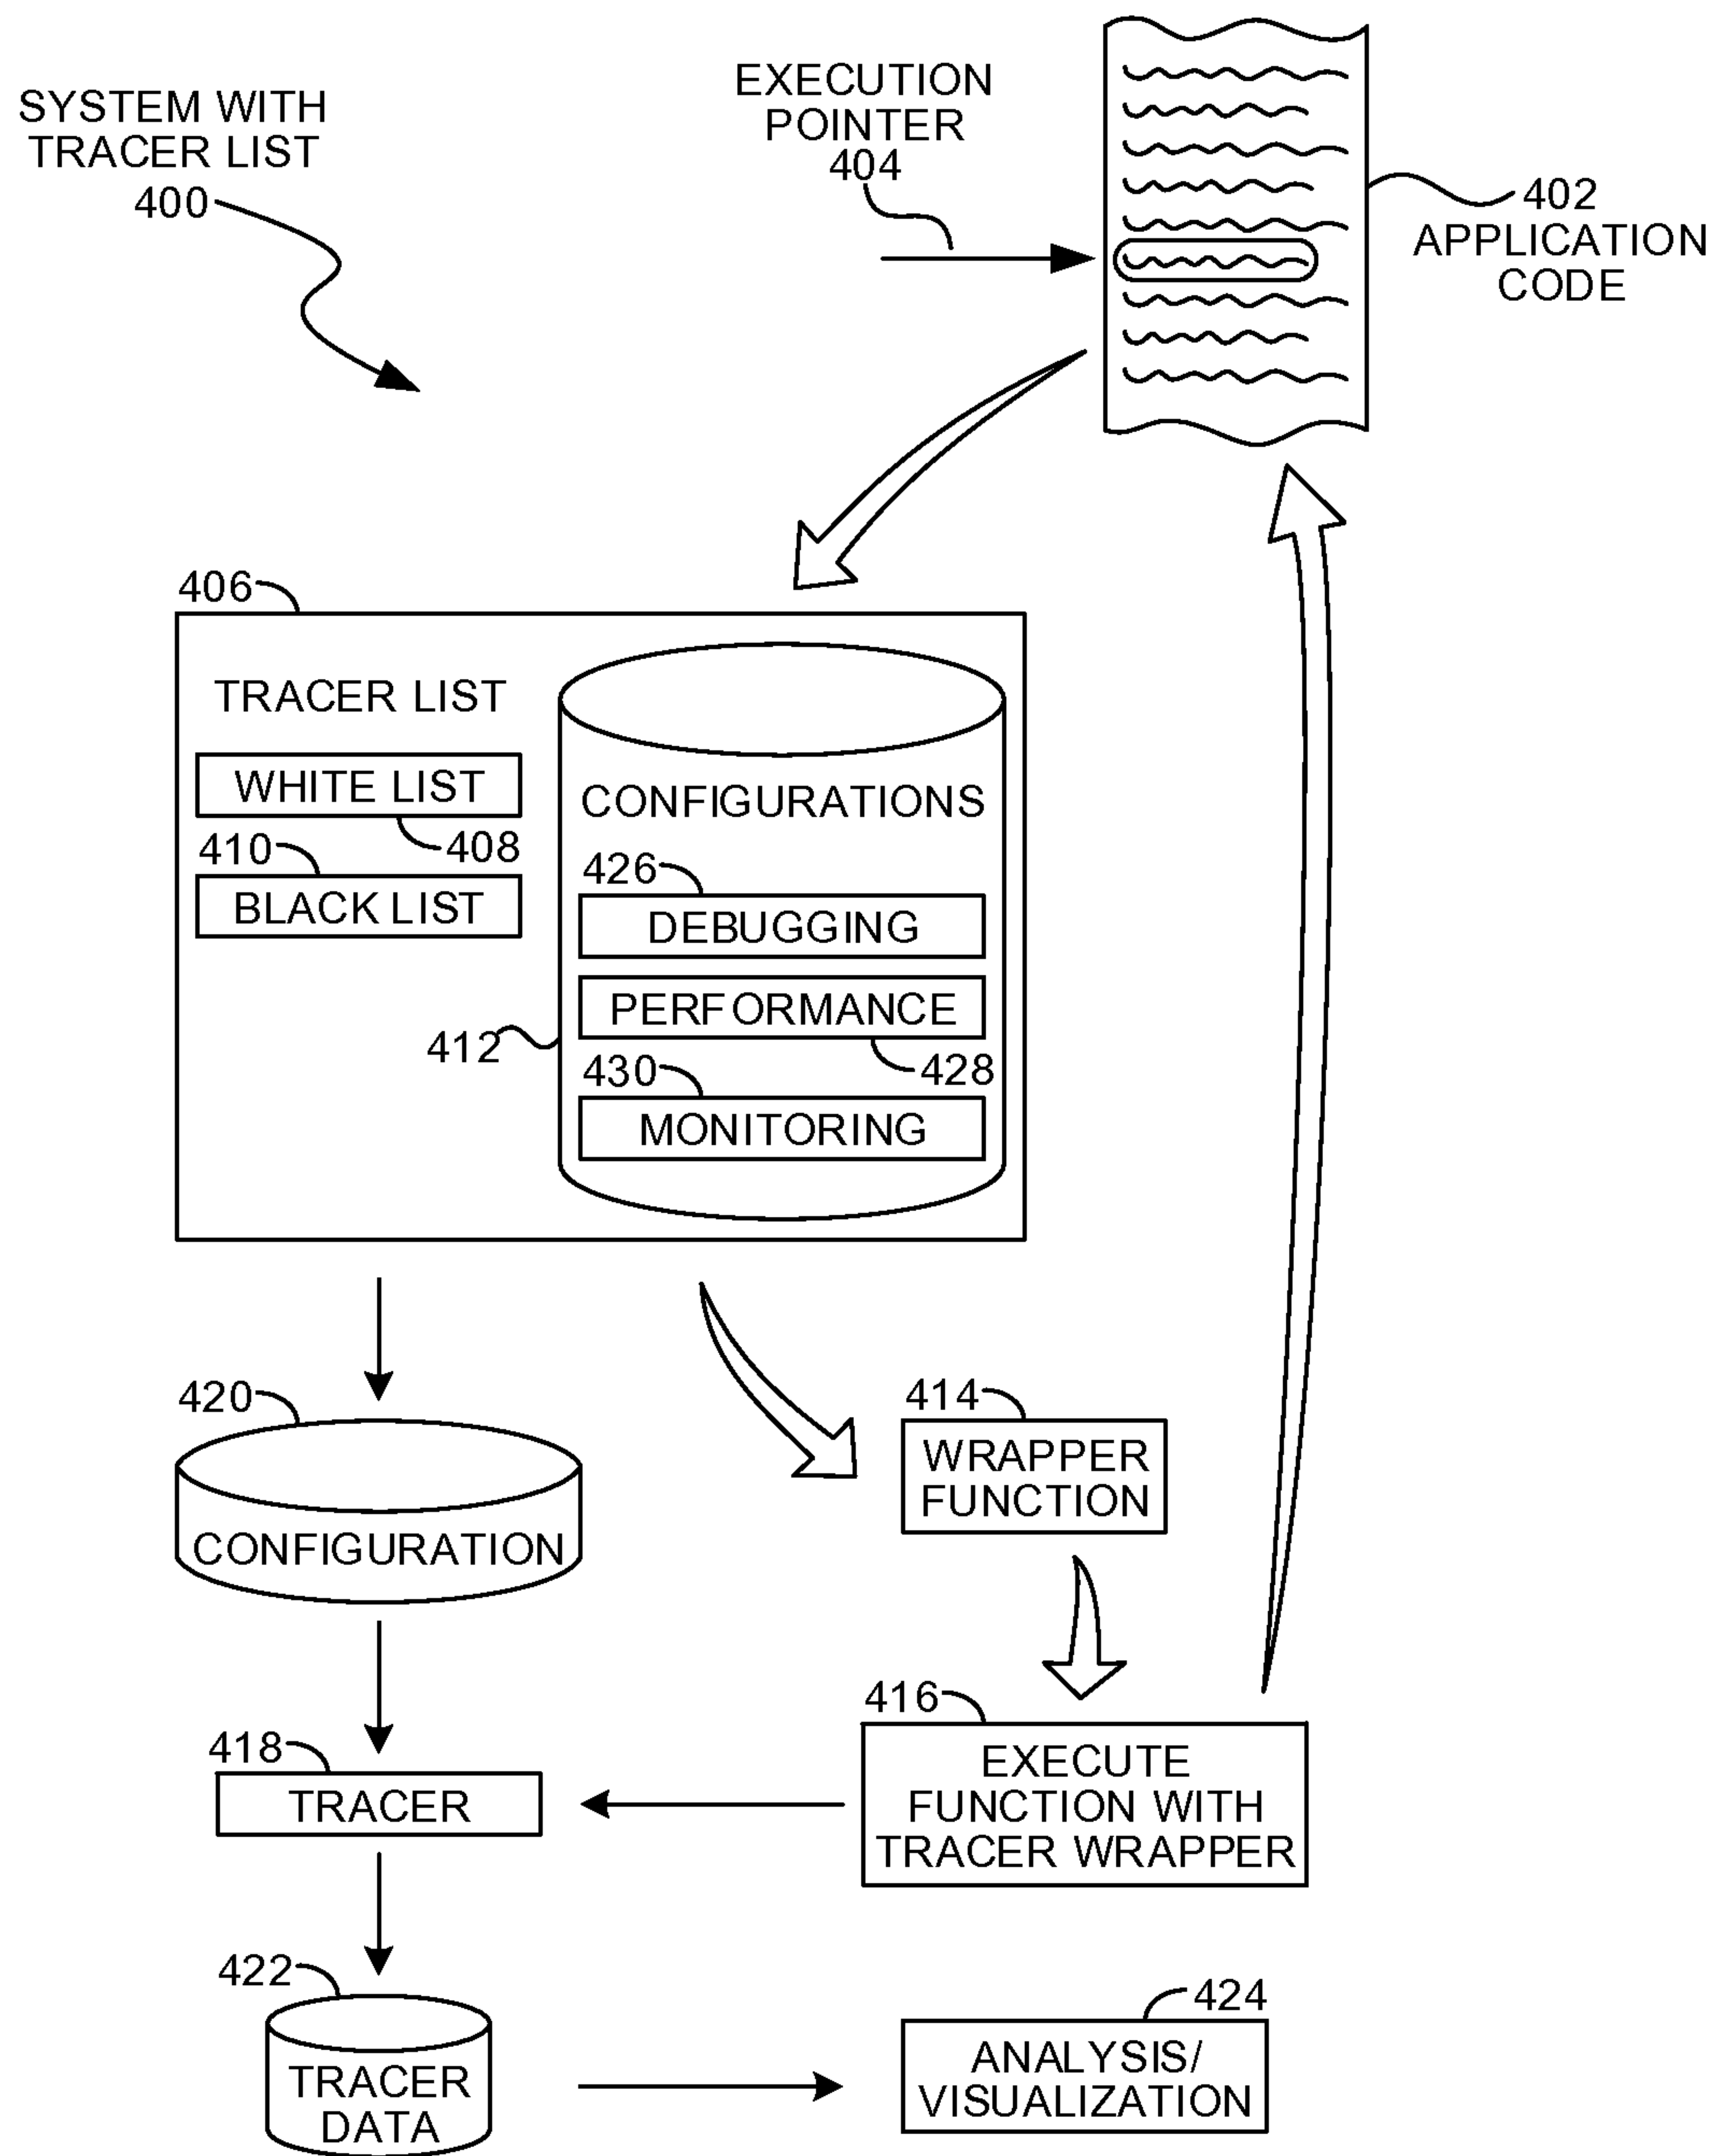 SYSTEM WITH
TRACER LIST
400
EXECUTION
POINTER
404
402
APPLICATION
CODE
406
TRACER LIST
WHITE LIST
408
410
BLACK LIST
CONFIGURATIONS
426
DEBUGGING
PERFORMANCE
412
428
430
MONITORING
420
CONFIGURATION
414
WRAPPER
FUNCTION
416
EXECUTE
FUNCTION WITH
TRACER WRAPPER
418
TRACER
422
TRACER
DATA
424
ANALYSIS/
VISUALIZATION